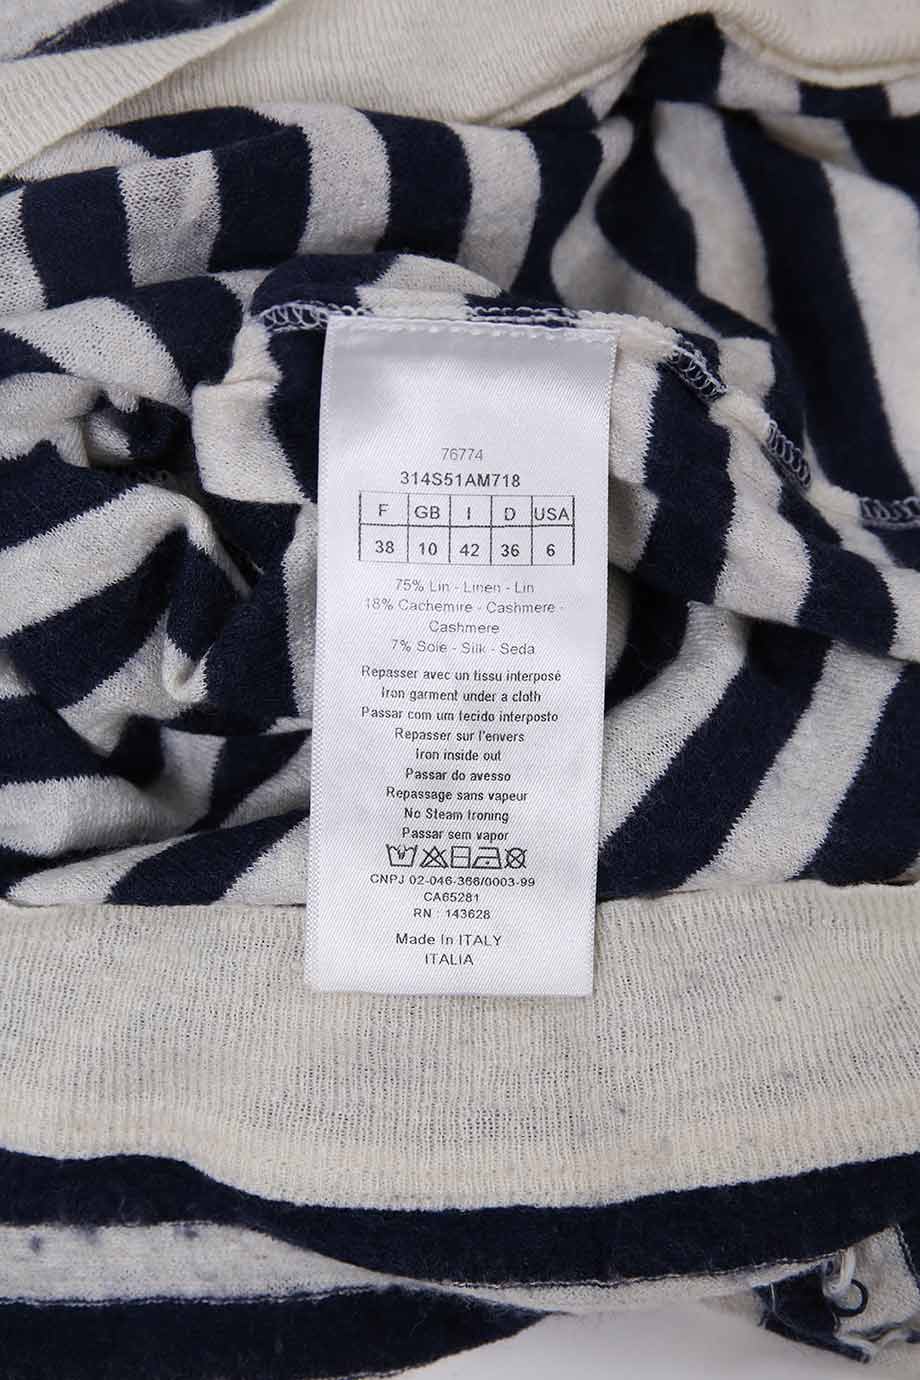 76774
314S51AM718
F GB I D USA
38 10 42 36 6
75% Lin - Linen - Lin
18% Cachemire - Cashmere -
Cashmere
7% Soie - Silk - Seda
Repasser avec un tissu interposé
Iron garment under a cloth
Passar com um tecido interposto
Repasser sur l'envers
Iron inside out
Passar do avesso
Repassage sans vapeur
No Steam Ironing
Passar sem vapor
CNPJ 02-046-366/0003-99
CA65281
RN : 143628
Made In ITALY
ITALIA